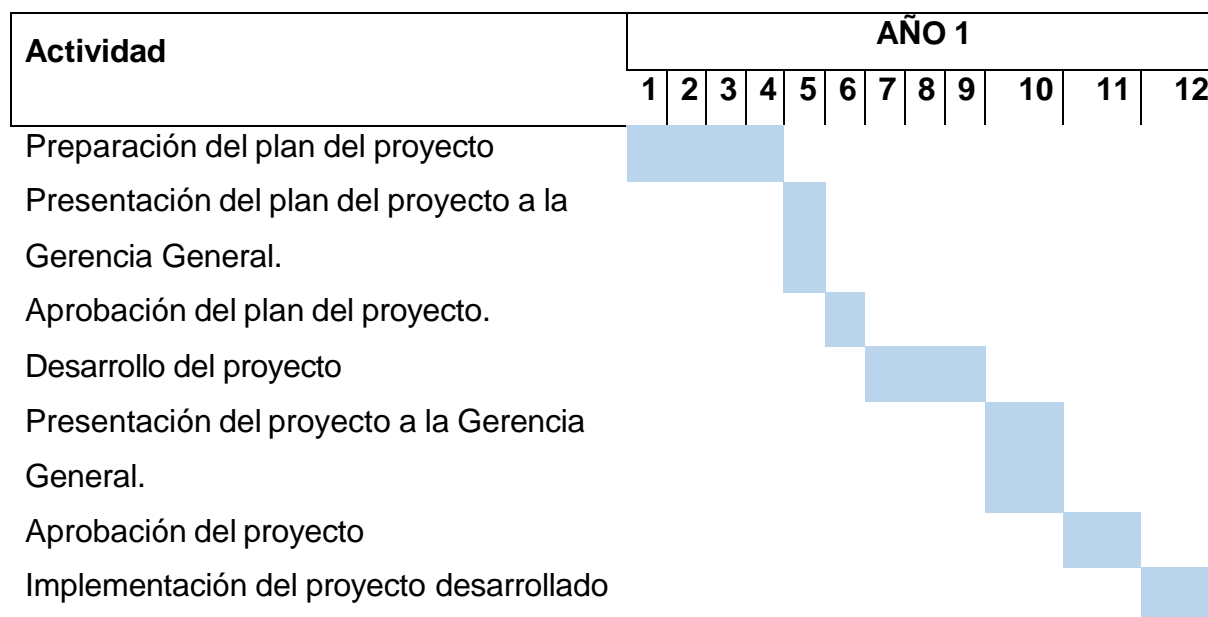 Actividad
AÑO 1
1 2 3 4 5 6 7 8 9 10 11 12
Preparación del plan del proyecto
Presentación del plan del proyecto a la
Gerencia General.
Aprobación del plan del proyecto.
Desarrollo del proyecto
Presentación del proyecto a la Gerencia
General.
Aprobación del proyecto
Implementación del proyecto desarrollado